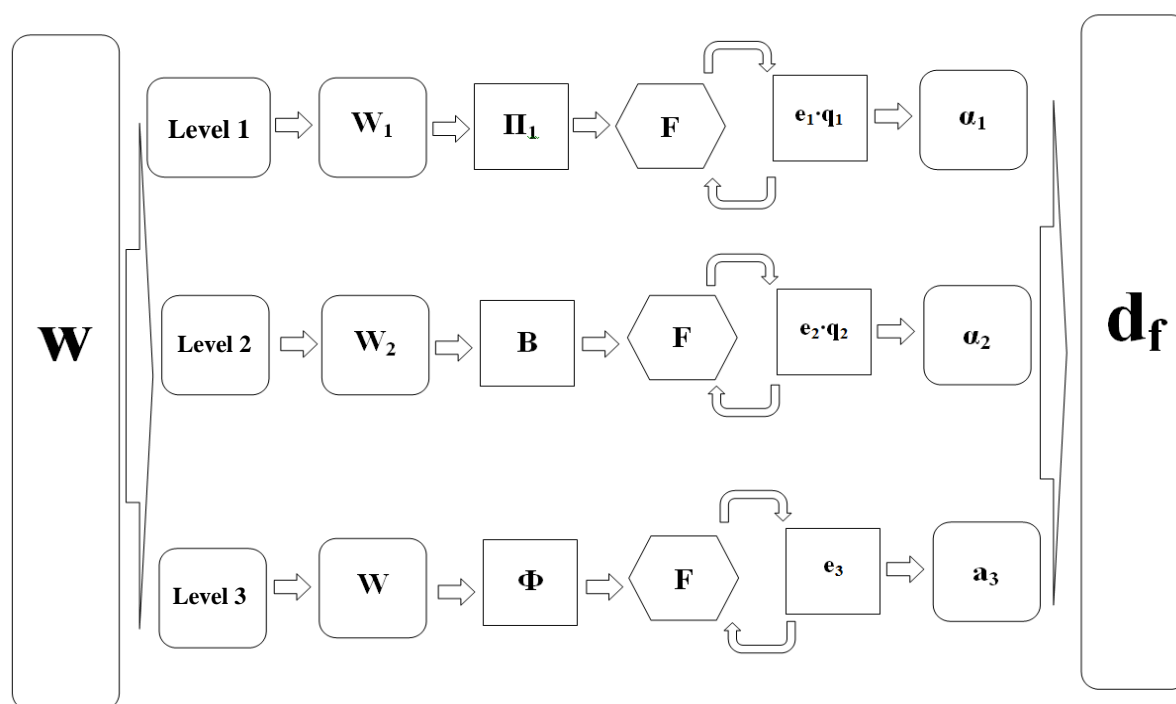 W
Level 1
W₁
Π₁
F
e₁·q₁
α₁
Level 2
W₂
B
F
e₂·q₂
α₂
Level 3
W
Φ
F
e₃
a₃
d_f